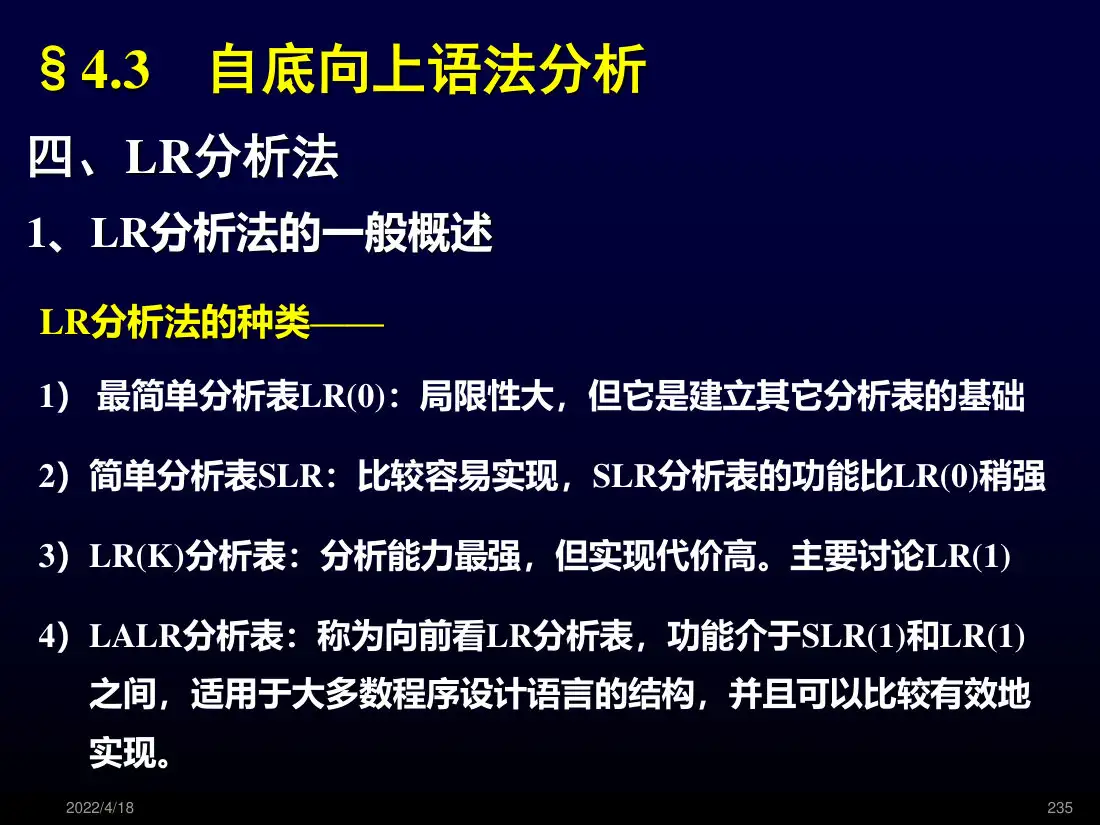 §4.3 自底向上语法分析
四、LR分析法
1、LR分析法的一般概述
LR分析法的种类——
1） 最简单分析表LR(0)：局限性大，但它是建立其它分析表的基础
2）简单分析表SLR：比较容易实现，SLR分析表的功能比LR(0)稍强
3）LR(K)分析表：分析能力最强，但实现代价高。主要讨论LR(1)
4）LALR分析表：称为向前看LR分析表，功能介于SLR(1)和LR(1)
之间，适用于大多数程序设计语言的结构，并且可以比较有效地
实现。
2022/4/18
235